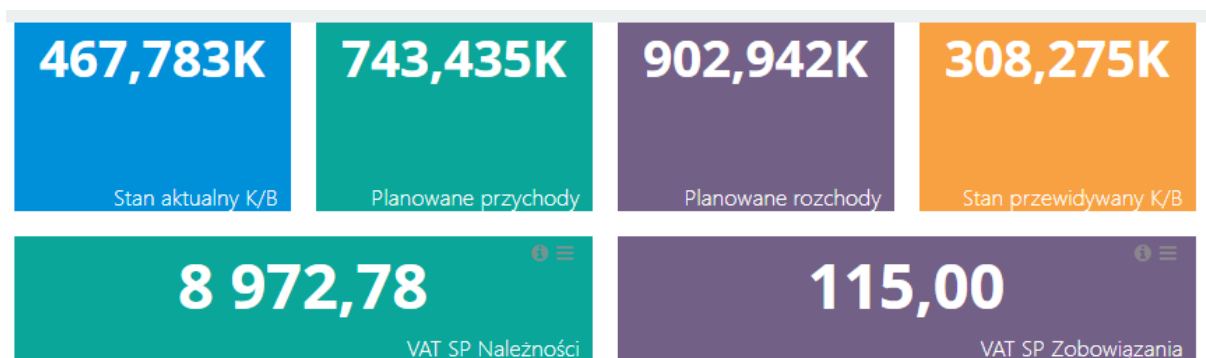 467,783K 743,435K 902,942K 308,275K
Stan aktualny K/B Planowane przychody Planowane rozchody Stan przewidywany K/B
8 972,78 115,00
VAT SP Należności VAT SP Zobowiązania